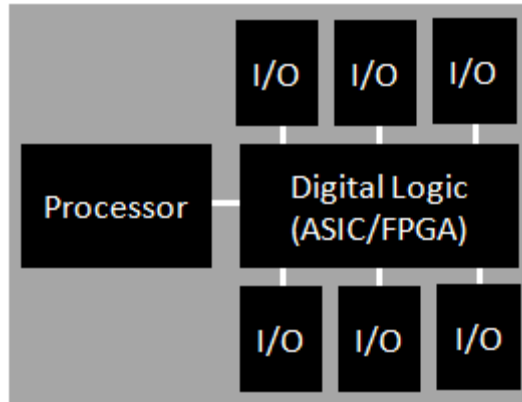 I/O
I/O
I/O
Processor
Digital Logic
(ASIC/FPGA)
I/O
I/O
I/O